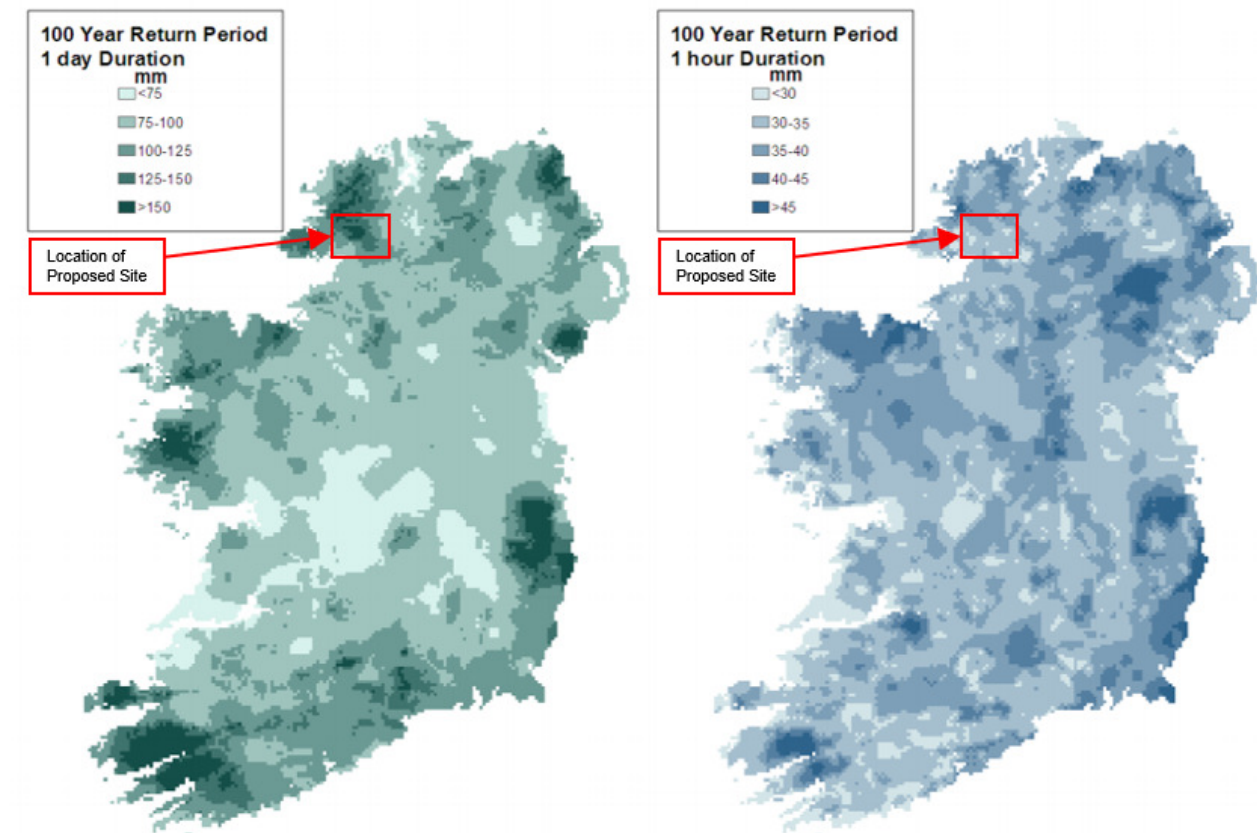 100 Year Return Period
1 day Duration
mm
<75
75-100
100-125
125-150
>150
Location of
Proposed Site
100 Year Return Period
1 hour Duration
mm
<30
30-35
35-40
40-45
>45
Location of
Proposed Site